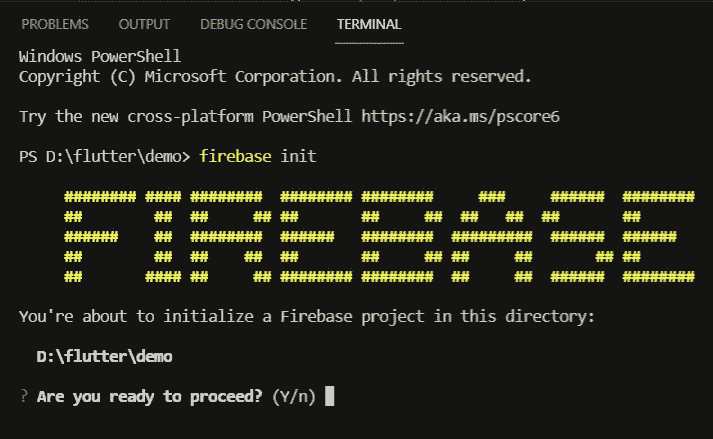 PROBLEMS OUTPUT DEBUG CONSOLE TERMINAL
Windows PowerShell
Copyright (C) Microsoft Corporation. All rights reserved.
Try the new cross-platform PowerShell https://aka.ms/pscore6
PS D:\flutter\demo> firebase init
FIREBASE
You're about to initialize a Firebase project in this directory:
D:\flutter\demo
? Are you ready to proceed? (Y/n)